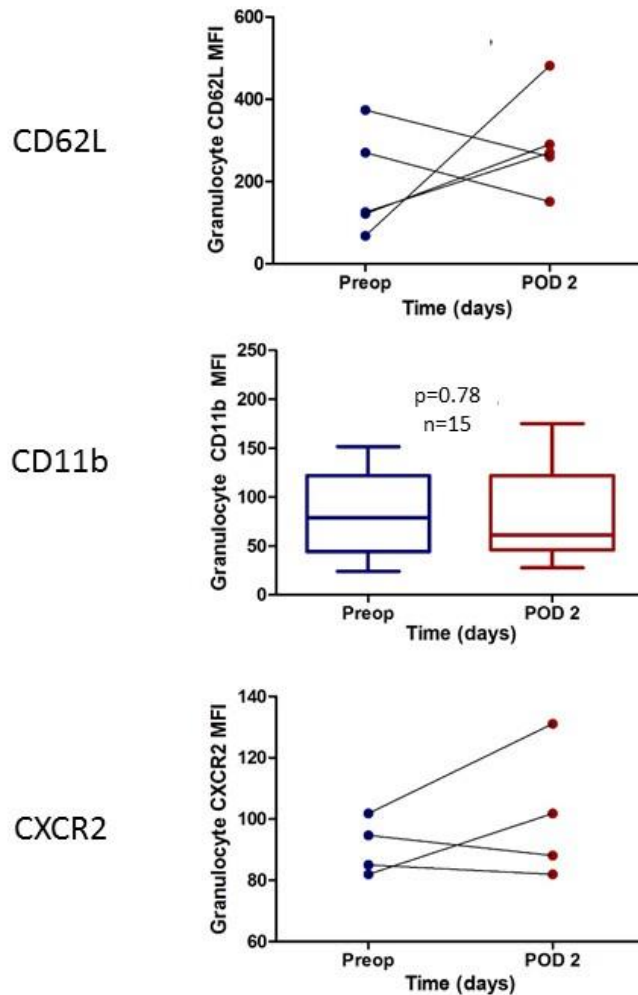 CD62L
Granulocyte CD62L MFI
600
400
200
0
Preop
POD 2
Time (days)
CD11b
Granulocyte CD11b MFI
250
200
150
100
50
0
p=0.78
n=15
Preop
POD 2
Time (days)
CXCR2
Granulocyte CXCR2 MFI
140
120
100
80
60
Preop
POD 2
Time (days)